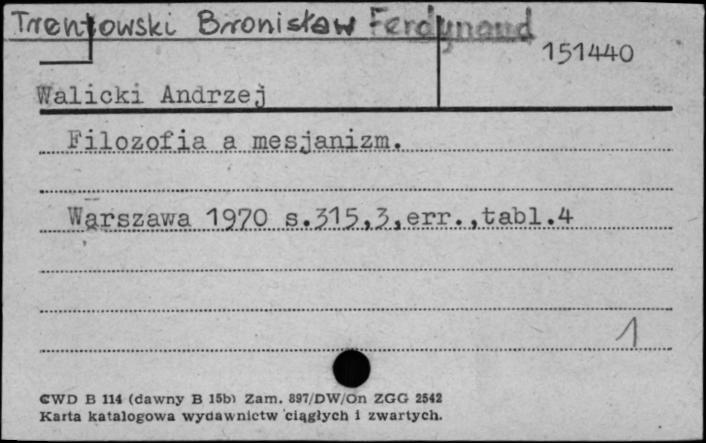 Trentowski Bronisław Ferdynand
151440
Walicki Andrzej
Filozofia a mesjanizm.
Warszawa 1970 s.315,3,err.,tabl.4
1
CWD B 114 (dawny B 15b) Zam. 897/DW/On ZGG 2542
Karta katalogowa wydawnictw ciągłych i zwartych.